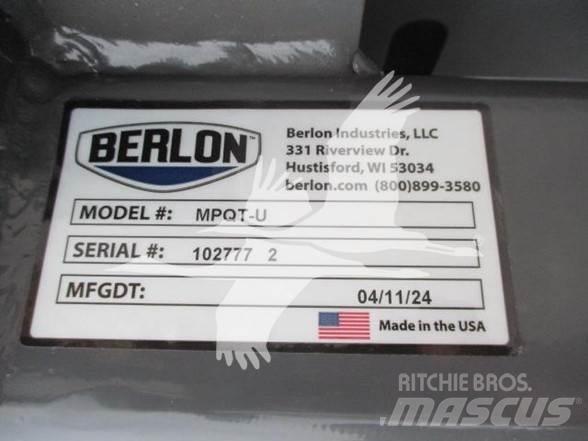 BERLON™
Berlon Industries, LLC
331 Riverview Dr.
Hustisford, WI 53034
berlon.com (800)899-3580
MODEL #: MPQT-U
SERIAL #: 102777 2
MFGDT: 04/11/24
Made in the USA
RITCHIE BROS.
MASCUS